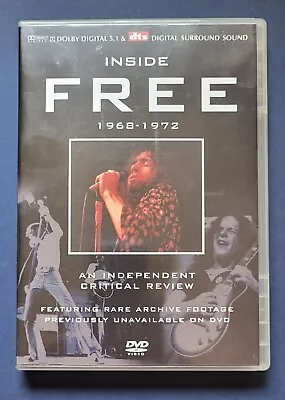 DOLBY DIGITAL 5.1 & dts DIGITAL SURROUND SOUND
INSIDE
FREE
1968-1972
AN INDEPENDENT
CRITICAL REVIEW
FEATURING RARE ARCHIVE FOOTAGE
PREVIOUSLY UNAVAILABLE ON DVD
DVD
VIDEO